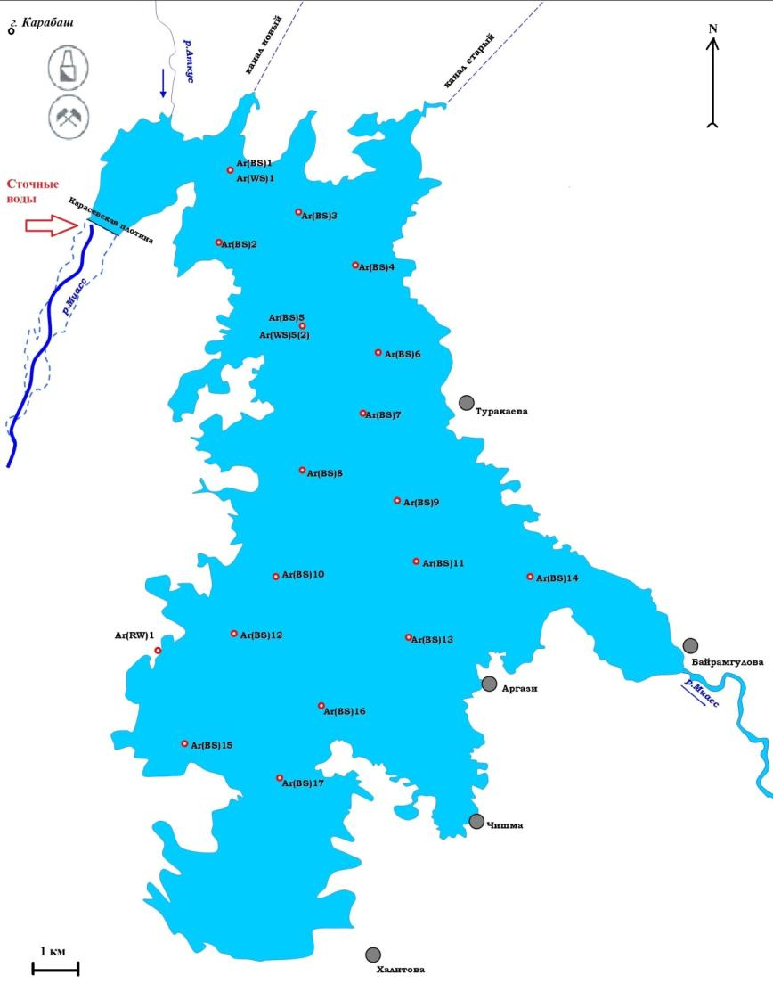 г. Карабаш
р.Аткус
канал новый
канал старый
N
Ar(BS)1
Ar(WS)1
Сточные
воды
Карасевская плотина
Ar(BS)3
Ar(BS)2
Ar(BS)4
р.Миасс
Ar(BS)5
Ar(WS)5(2)
Ar(BS)6
Туракаева
Ar(BS)7
Ar(BS)8
Ar(BS)9
Ar(BS)11
Ar(BS)10
Ar(BS)14
Ar(RW)1
Ar(BS)12
Ar(BS)13
Байрамгулова
Аргази
р.Миасс
Ar(BS)16
Ar(BS)15
Ar(BS)17
Чишма
1 км
Халитова